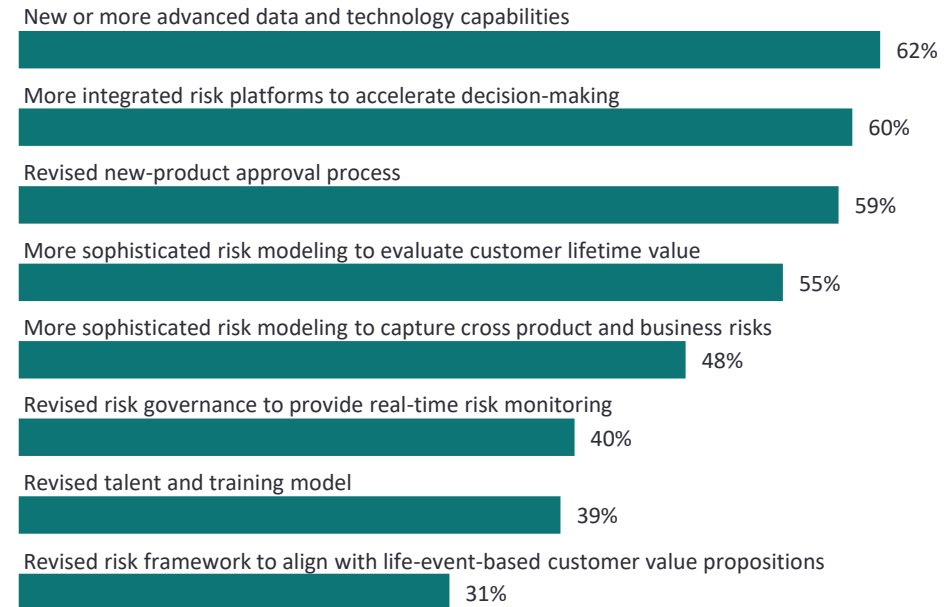 New or more advanced data and technology capabilities
62%
More integrated risk platforms to accelerate decision-making
60%
Revised new-product approval process
59%
More sophisticated risk modeling to evaluate customer lifetime value
55%
More sophisticated risk modeling to capture cross product and business risks
48%
Revised risk governance to provide real-time risk monitoring
40%
Revised talent and training model
39%
Revised risk framework to align with life-event-based customer value propositions
31%